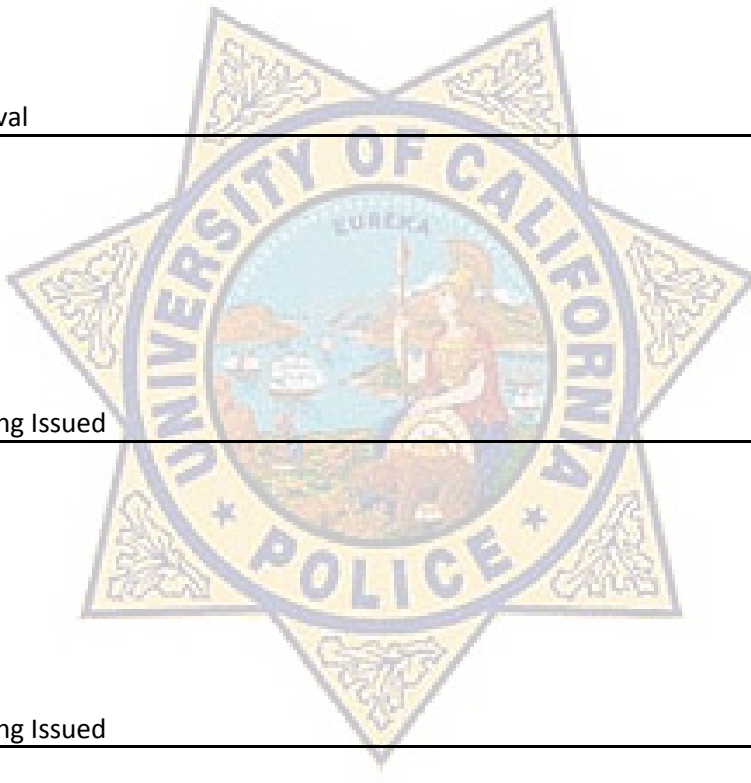 val
UNIVERSITY OF CALIFORNIA
EUREKA
ng Issued
POLICE
ng Issued